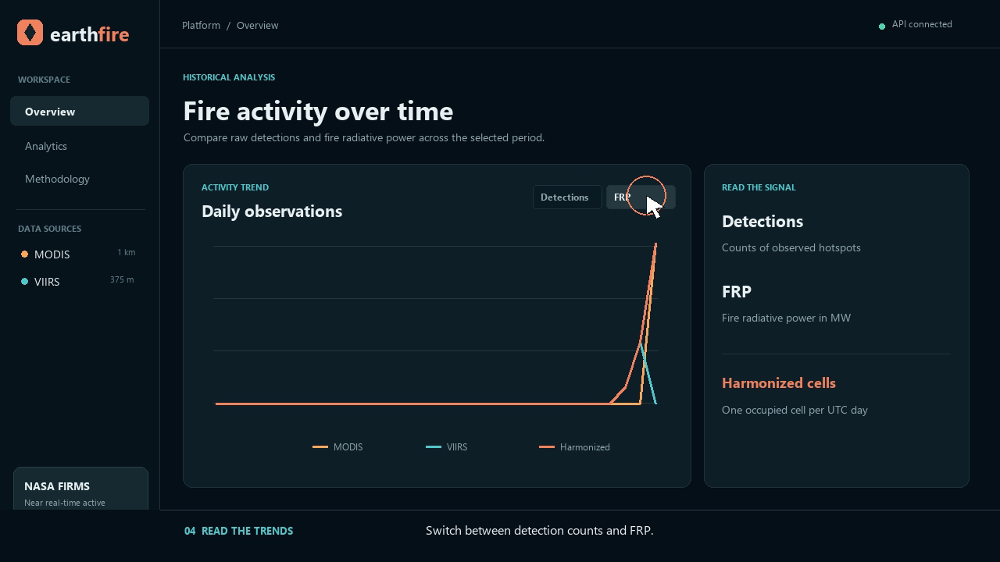 earthfire
Platform / Overview
API connected
WORKSPACE
Overview
Analytics
Methodology
DATA SOURCES
MODIS 1 km
VIIRS 375 m
NASA FIRMS
Near real-time active
HISTORICAL ANALYSIS
Fire activity over time
Compare raw detections and fire radiative power across the selected period.
ACTIVITY TREND
Daily observations
Detections
FRP
MODIS
VIIRS
Harmonized
READ THE SIGNAL
Detections
Counts of observed hotspots
FRP
Fire radiative power in MW
Harmonized cells
One occupied cell per UTC day
04 READ THE TRENDS
Switch between detection counts and FRP.